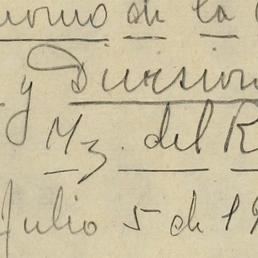 de la
y Division
Mz. del R
Julio 5 de 19